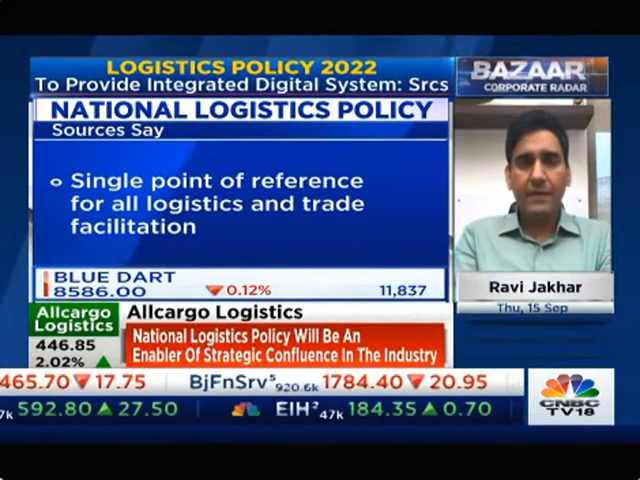 LOGISTICS POLICY 2022
To Provide Integrated Digital System: Srcs
BAZAAR
CORPORATE RADAR
NATIONAL LOGISTICS POLICY
Sources Say
Single point of reference
for all logistics and trade
facilitation
BLUE DART
8586.00 ▼0.12% 11,837
Ravi Jakhar
Thu, 15 Sep
Allcargo
Logistics
446.85
2.02% ▲
Allcargo Logistics
National Logistics Policy Will Be An
Enabler Of Strategic Confluence In The Industry
465.70 ▼ 17.75 BjFnSrv⁵ 920.6k 1784.40 ▼ 20.95
7k 592.80 ▲ 27.50 EIH² 47k 184.35 ▲ 0.70
CNBC
TV18